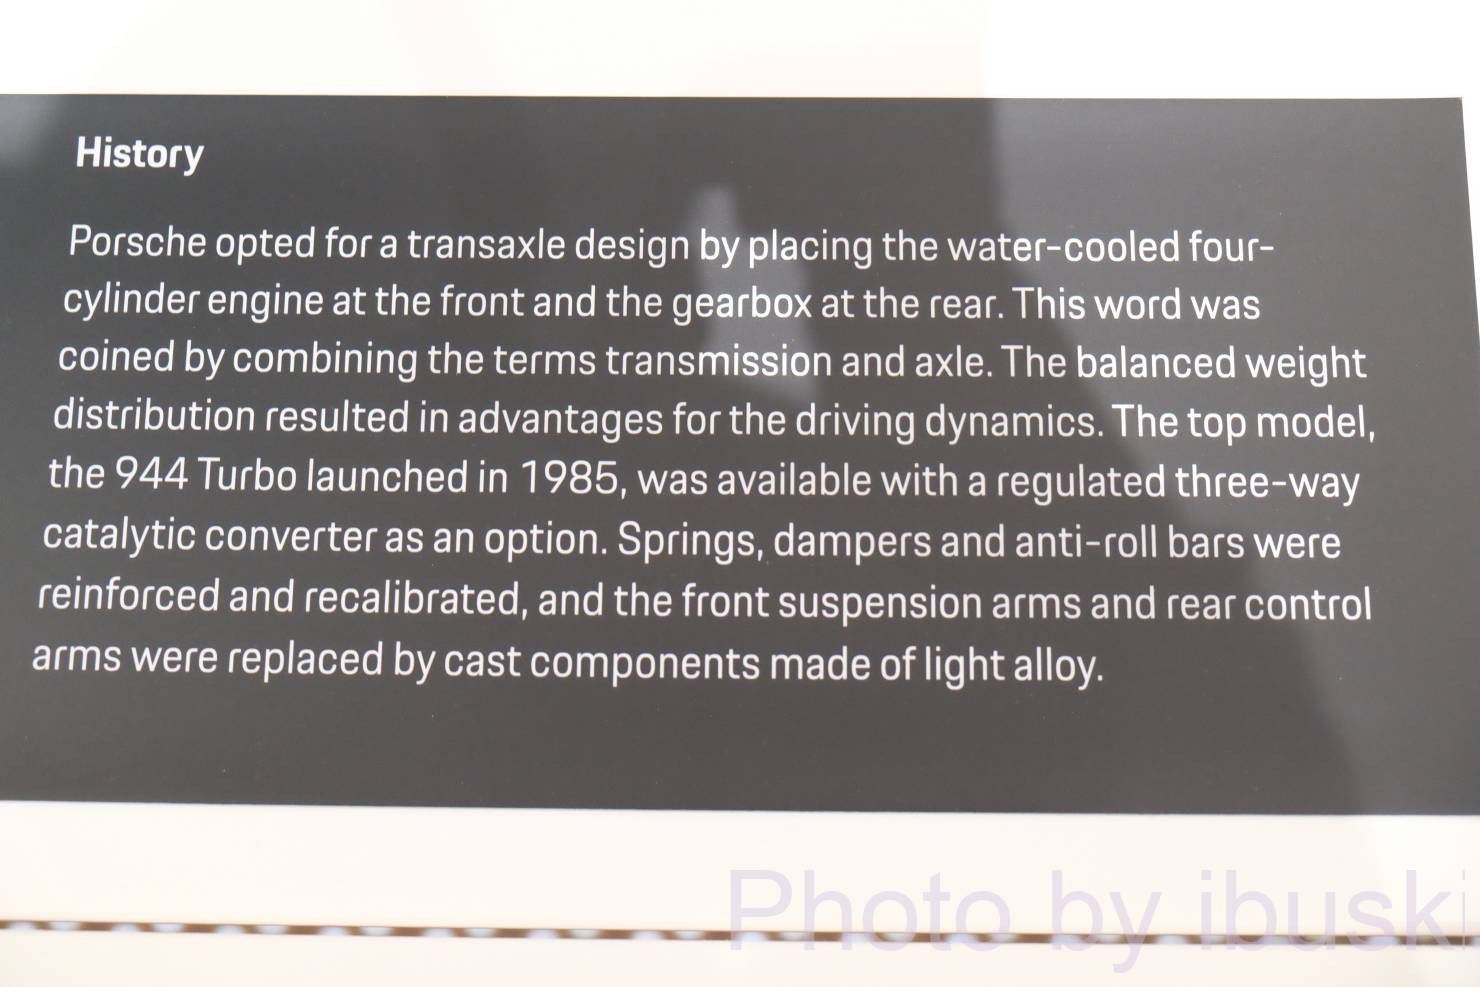 History
Porsche opted for a transaxle design by placing the water-cooled four-
cylinder engine at the front and the gearbox at the rear. This word was
coined by combining the terms transmission and axle. The balanced weight
distribution resulted in advantages for the driving dynamics. The top model,
the 944 Turbo launched in 1985, was available with a regulated three-way
catalytic converter as an option. Springs, dampers and anti-roll bars were
reinforced and recalibrated, and the front suspension arms and rear control
arms were replaced by cast components made of light alloy.
Photo by ibuski